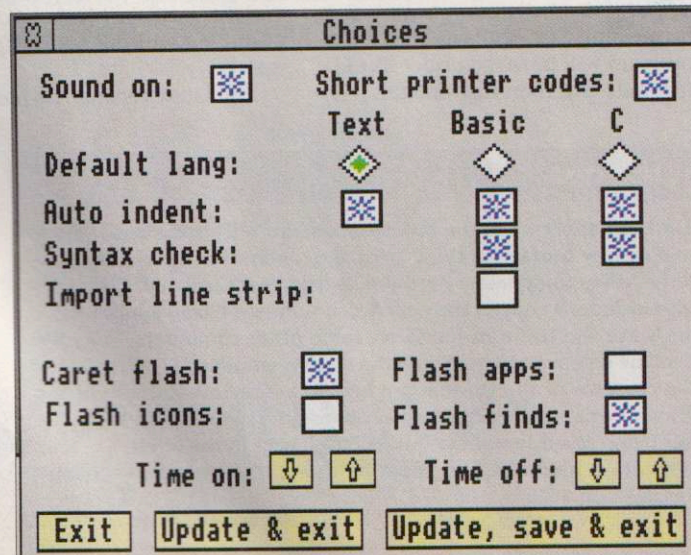 Choices
Sound on: Short printer codes:
Text Basic C
Default lang:
Auto indent:
Syntax check:
Import line strip:
Caret flash: Flash apps:
Flash icons: Flash finds:
Time on: Time off:
Exit Update & exit Update, save & exit